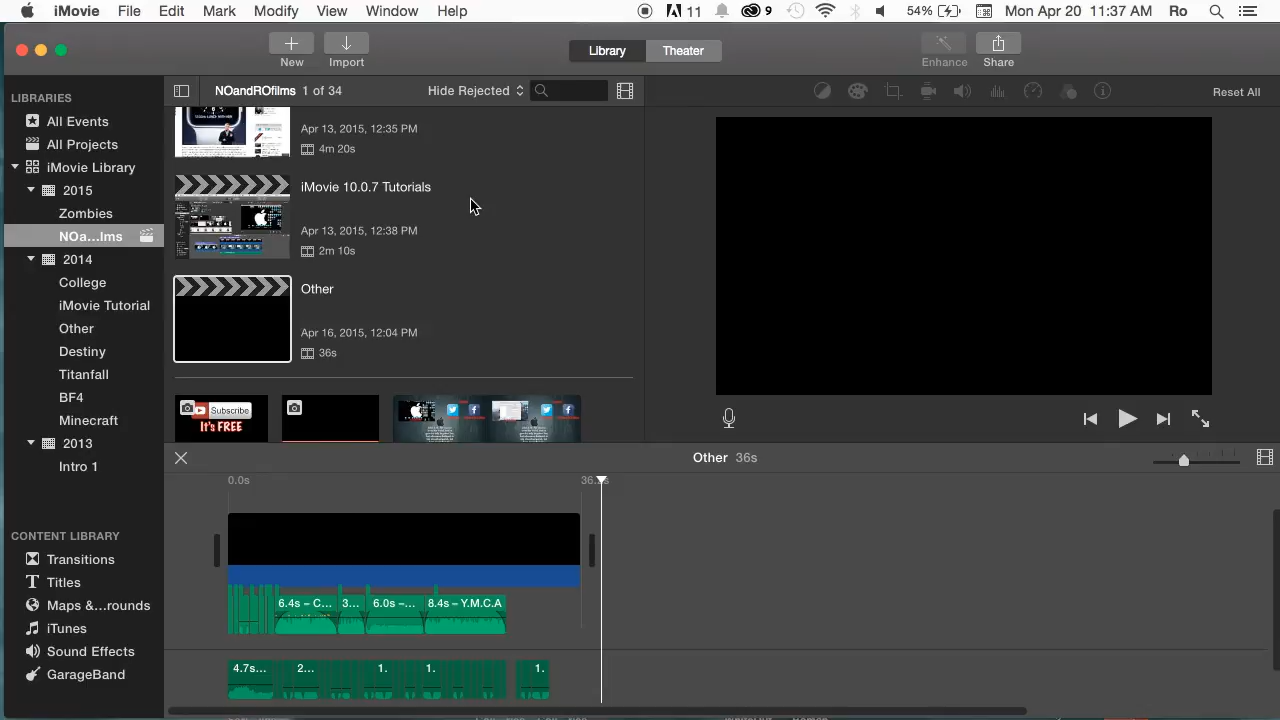 iMovie File Edit Mark Modify View Window Help 11 9 54% Mon Apr 20 11:37 AM Ro
New Import Library Theater Enhance Share
LIBRARIES
All Events
All Projects
iMovie Library
2015
Zombies
NOa...lms
2014
College
iMovie Tutorial
Other
Destiny
Titanfall
BF4
Minecraft
2013
Intro 1
CONTENT LIBRARY
Transitions
Titles
Maps &...rounds
iTunes
Sound Effects
GarageBand
NOandROfilms 1 of 34 Hide Rejected
Apr 13, 2015, 12:35 PM
4m 20s
iMovie 10.0.7 Tutorials
Apr 13, 2015, 12:38 PM
2m 10s
Other
Apr 16, 2015, 12:04 PM
36s
Subscribe
It's FREE
Reset All
Other 36s
0.0s
6.4s – C... 3... 6.0s –... 8.4s – Y.M.C.A
4.7s... 2... 1. 1. 1.